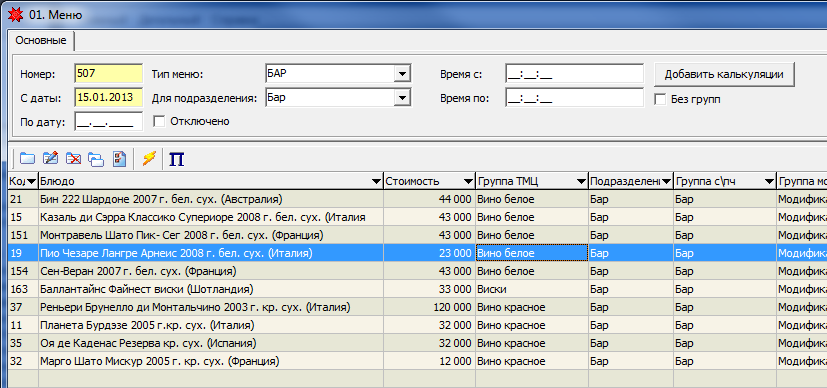 01. Меню
Основные
Номер: 507 Тип меню: БАР Время с: __:__:__ Добавить калькуляции
С даты: 15.01.2013 Для подразделения: Бар Время по: __:__:__ Без групп
По дату: __.__.____ Отключено
Код Блюдо Стоимость Группа ТМЦ Подразделени Группа с\пч Группа мо
21 Бин 222 Шардоне 2007 г. бел. сух. (Австралия) 44 000 Вино белое Бар Бар Модифика
15 Казаль ди Сэрра Классико Супериоре 2008 г. бел. сух. (Италия 43 000 Вино белое Бар Бар Модифика
151 Монтравель Шато Пик- Сег 2008 г. бел. сух. (Франция) 43 000 Вино белое Бар Бар Модифика
19 Пио Чезаре Лангре Арнеис 2008 г. бел. сух. (Италия) 23 000 Вино белое Бар Бар Модифика
154 Сен-Веран 2007 г. бел. сух. (Франция) 43 000 Вино белое Бар Бар Модифика
163 Баллантайнс Файнест виски (Шотландия) 33 000 Виски Бар Бар Модифика
37 Реньери Брунелло ди Монтальчино 2003 г. кр. сух. (Италия) 120 000 Вино красное Бар Бар Модифика
11 Планета Бурдэзе 2005 г.кр. сух. (Италия) 32 000 Вино красное Бар Бар Модифика
35 Оя де Каденас Резерва кр. сух. (Испания) 32 000 Вино красное Бар Бар Модифика
32 Марго Шато Мискур 2005 г. кр. сух. (Франция) 12 000 Вино красное Бар Бар Модифика